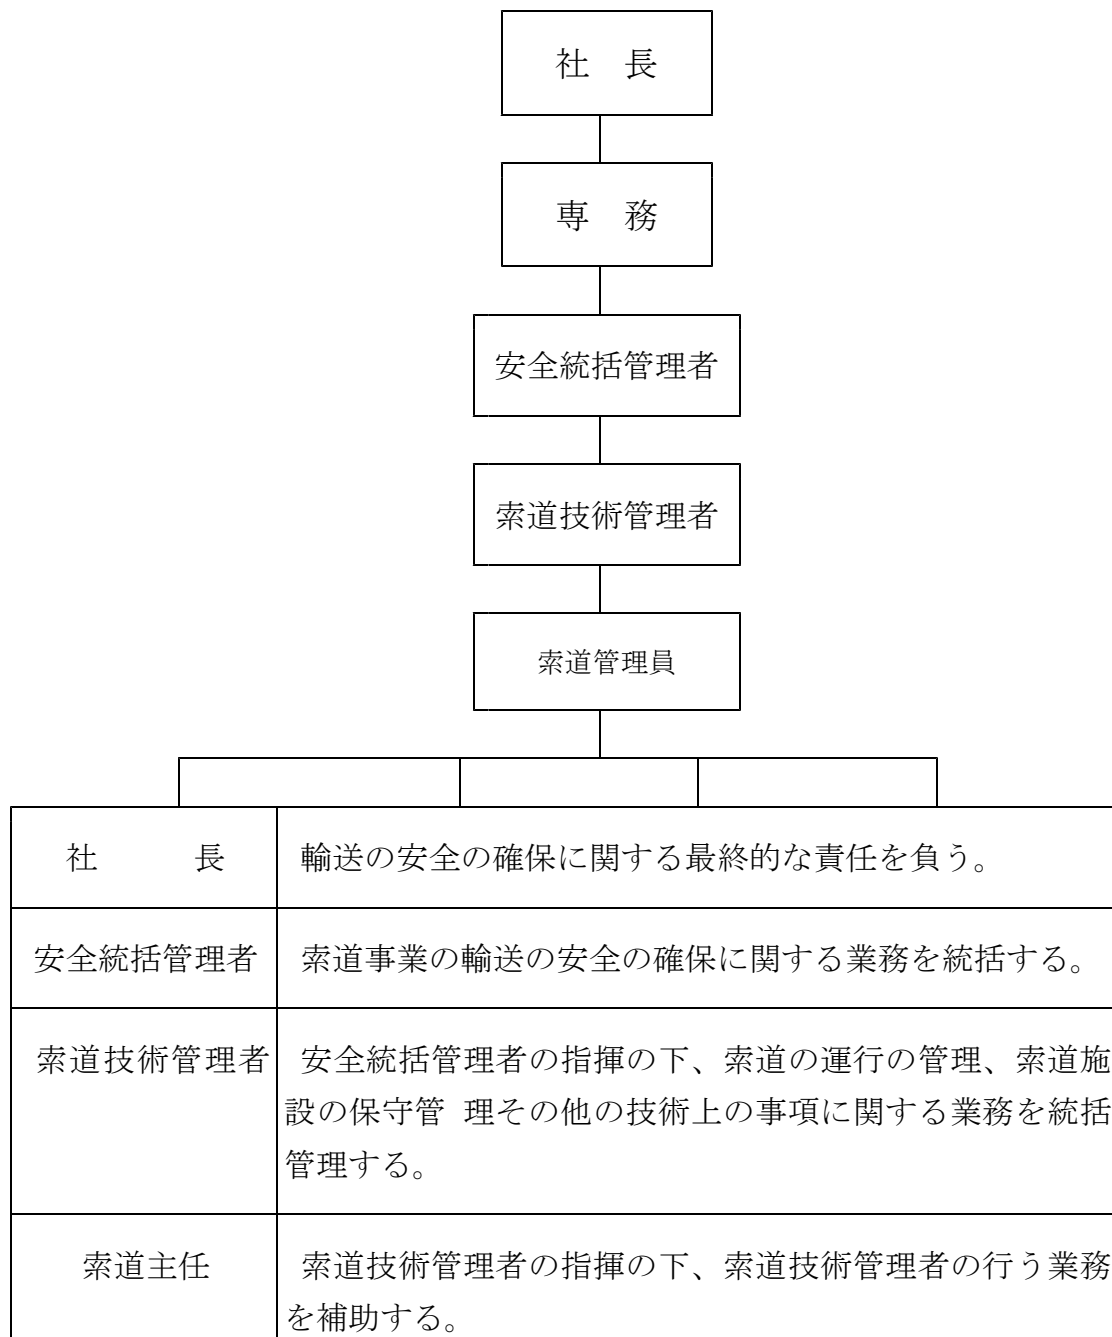 社　長
専　務
安全統括管理者
索道技術管理者
索道管理員
社　　　長
輸送の安全の確保に関する最終的な責任を負う。
安全統括管理者
索道事業の輸送の安全の確保に関する業務を統括する。
索道技術管理者
安全統括管理者の指揮の下、索道の運行の管理、索道施
設の保守管 理その他の技術上の事項に関する業務を統括
管理する。
索道主任
索道技術管理者の指揮の下、索道技術管理者の行う業務
を補助する。